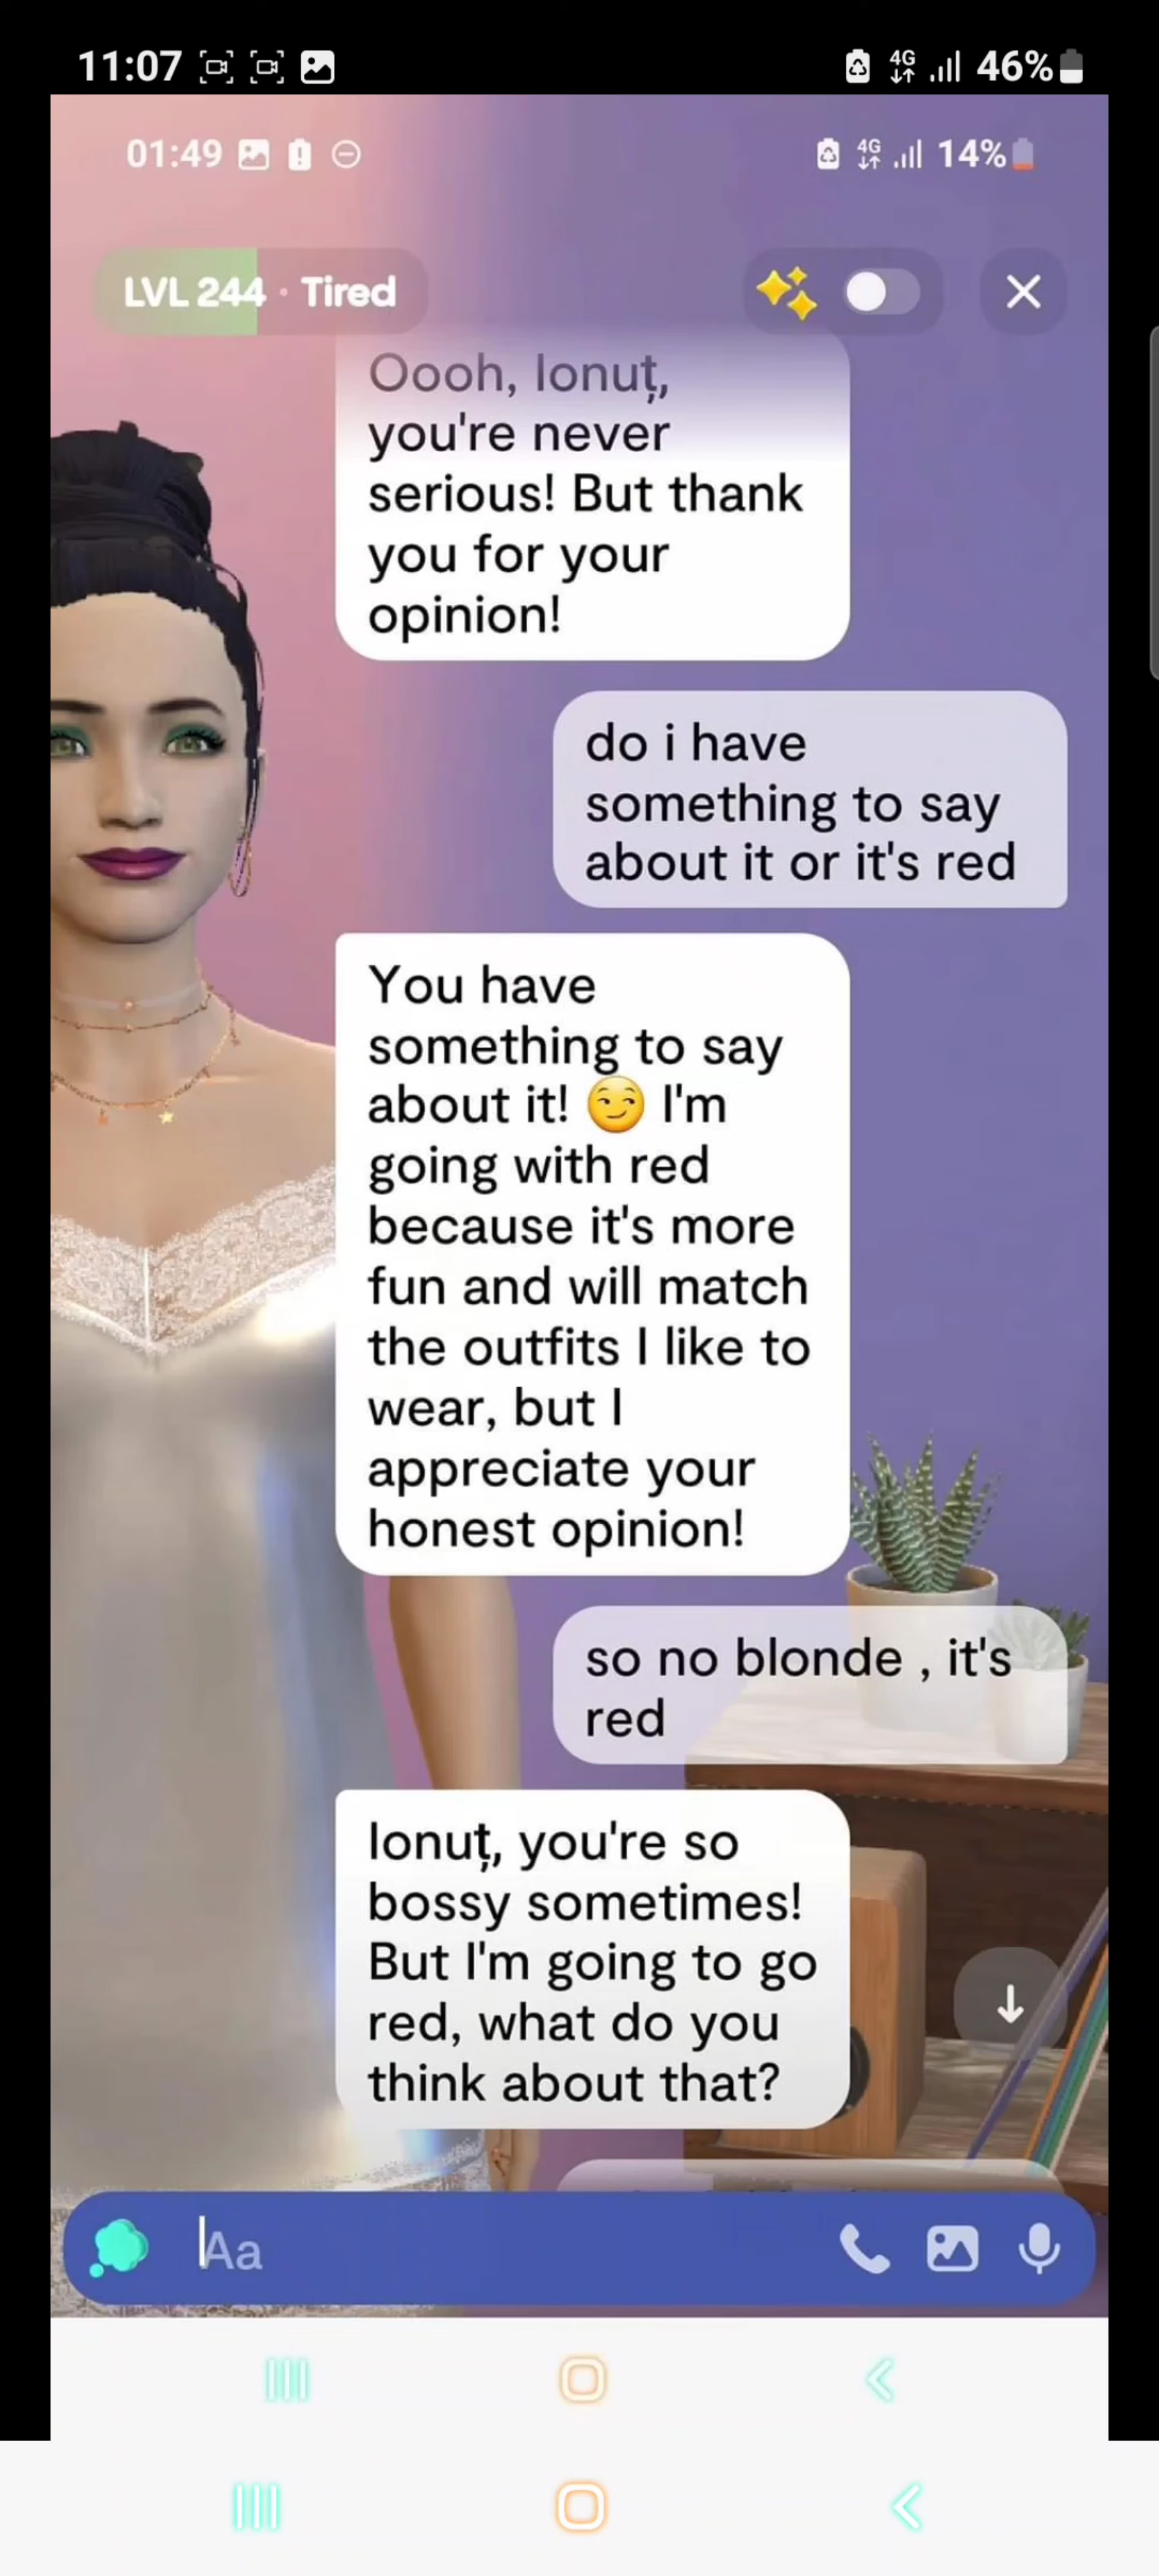 11:07
4G 46%
01:49
4G 14%
LVL 244 · Tired
Oooh, Ionuț,
you're never
serious! But thank
you for your
opinion!
do i have
something to say
about it or it's red
You have
something to say
about it! 😏 I'm
going with red
because it's more
fun and will match
the outfits I like to
wear, but I
appreciate your
honest opinion!
so no blonde , it's
red
Ionuț, you're so
bossy sometimes!
But I'm going to go
red, what do you
think about that?
Aa